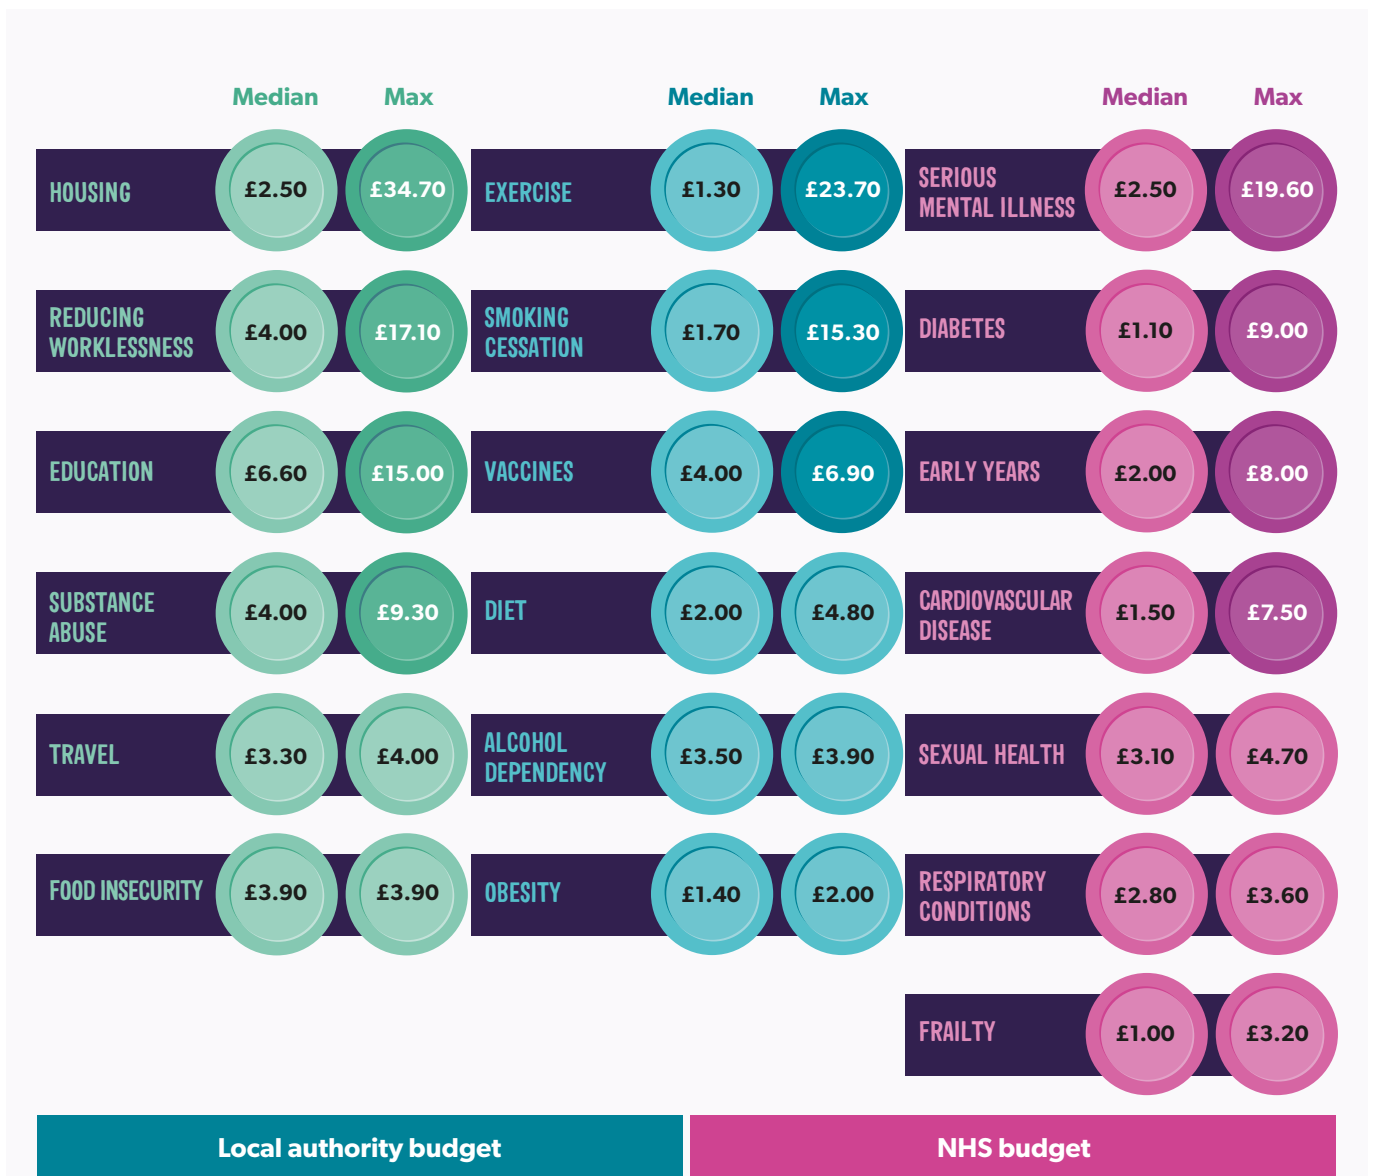 Median Max Median Max Median Max
HOUSING £2.50 £34.70 EXERCISE £1.30 £23.70 SERIOUS
MENTAL ILLNESS £2.50 £19.60
REDUCING
WORKLESSNESS £4.00 £17.10 SMOKING
CESSATION £1.70 £15.30 DIABETES £1.10 £9.00
EDUCATION £6.60 £15.00 VACCINES £4.00 £6.90 EARLY YEARS £2.00 £8.00
SUBSTANCE
ABUSE £4.00 £9.30 DIET £2.00 £4.80 CARDIOVASCULAR
DISEASE £1.50 £7.50
TRAVEL £3.30 £4.00 ALCOHOL
DEPENDENCY £3.50 £3.90 SEXUAL HEALTH £3.10 £4.70
FOOD INSECURITY £3.90 £3.90 OBESITY £1.40 £2.00 RESPIRATORY
CONDITIONS £2.80 £3.60
FRAILTY £1.00 £3.20
Local authority budget NHS budget